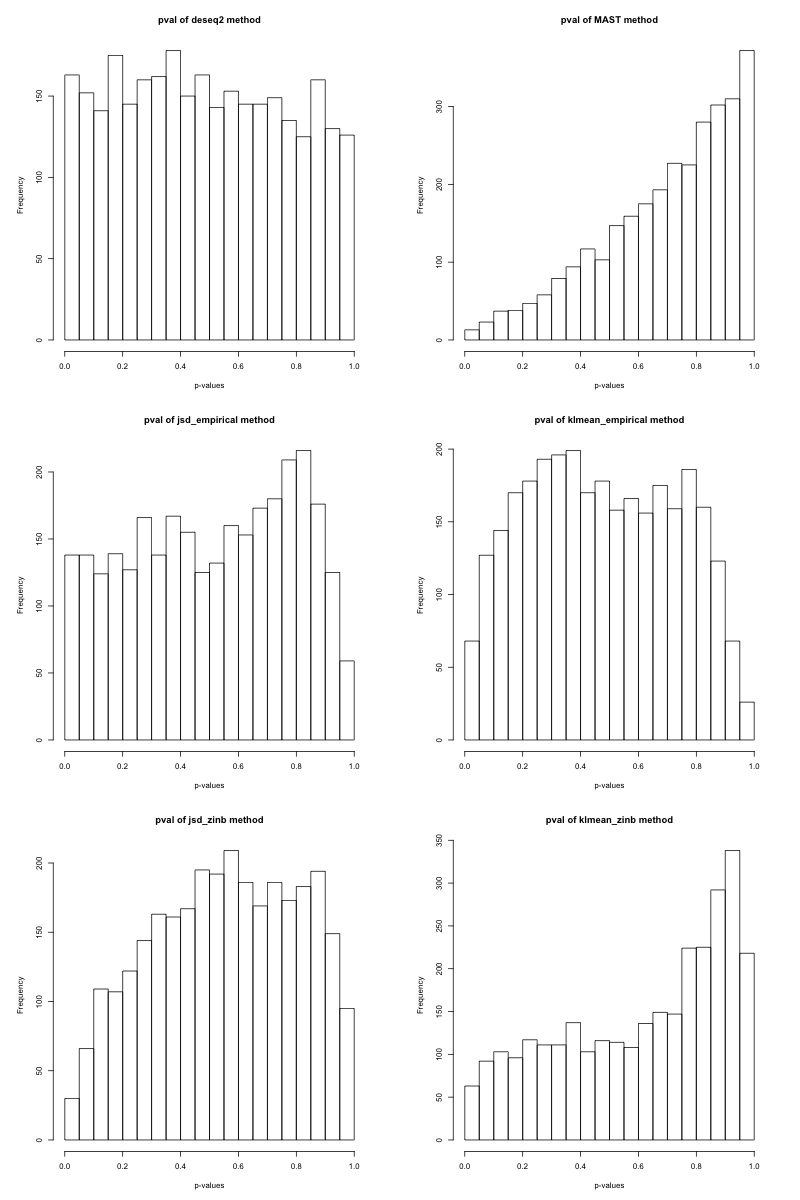 pval of deseq2 method
Frequency
0
50
100
150
0.0 0.2 0.4 0.6 0.8 1.0
p-values
pval of MAST method
Frequency
0
100
200
300
0.0 0.2 0.4 0.6 0.8 1.0
p-values
pval of jsd_empirical method
Frequency
0
50
100
150
200
0.0 0.2 0.4 0.6 0.8 1.0
p-values
pval of klmean_empirical method
Frequency
0
50
100
150
200
0.0 0.2 0.4 0.6 0.8 1.0
p-values
pval of jsd_zinb method
Frequency
0
50
100
150
200
0.0 0.2 0.4 0.6 0.8 1.0
p-values
pval of klmean_zinb method
Frequency
0
50
100
150
200
250
300
350
0.0 0.2 0.4 0.6 0.8 1.0
p-values